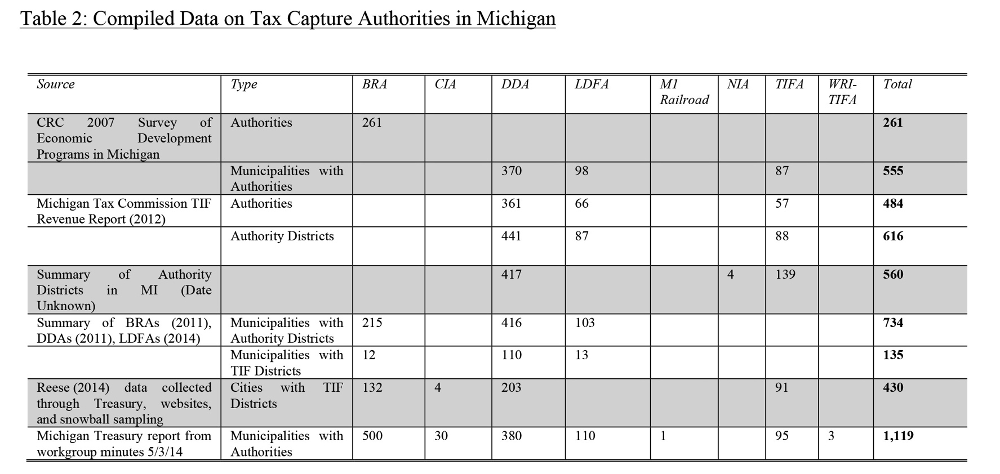 Table 2: Compiled Data on Tax Capture Authorities in Michigan
Source Type BRA CIA DDA LDFA M1 Railroad NIA TIFA WRI-TIFA Total
CRC 2007 Survey of Economic Development Programs in Michigan Authorities 261 261
Municipalities with Authorities 370 98 87 555
Michigan Tax Commission TIF Revenue Report (2012) Authorities 361 66 57 484
Authority Districts 441 87 88 616
Summary of Authority Districts in MI (Date Unknown) 417 4 139 560
Summary of BRAs (2011), DDAs (2011), LDFAs (2014) Municipalities with Authority Districts 215 416 103 734
Municipalities with TIF Districts 12 110 13 135
Reese (2014) data collected through Treasury, websites, and snowball sampling Cities with TIF Districts 132 4 203 91 430
Michigan Treasury report from workgroup minutes 5/3/14 Municipalities with Authorities 500 30 380 110 1 95 3 1,119